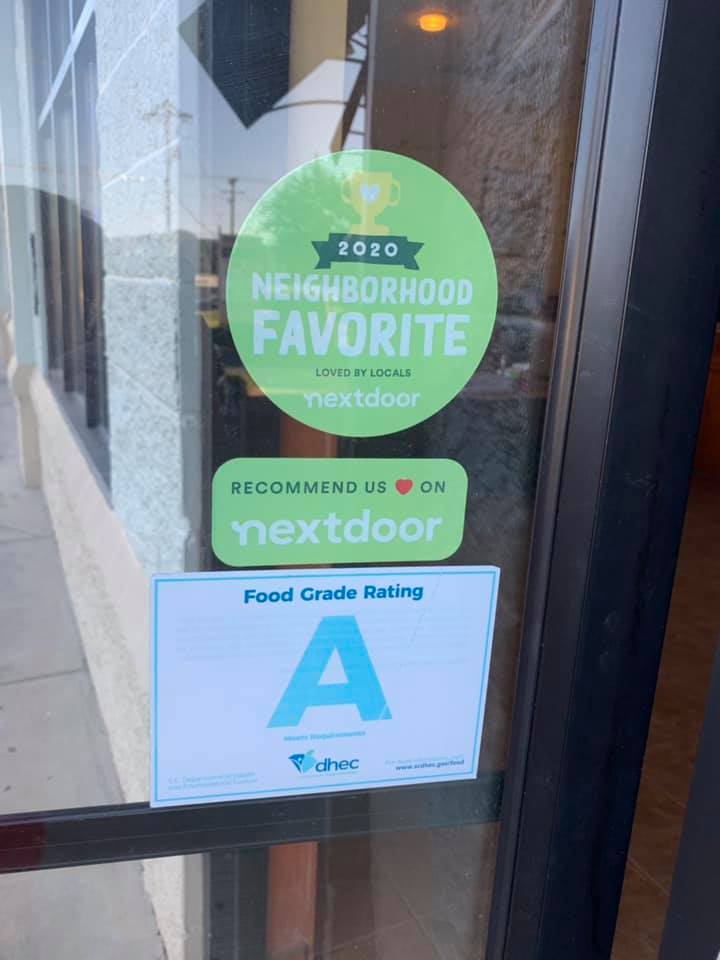 2020
NEIGHBORHOOD
FAVORITE
LOVED BY LOCALS
nextdoor
RECOMMEND US ON
nextdoor
Food Grade Rating
A
Meets Requirements
dhec
www.scdhec.gov/food